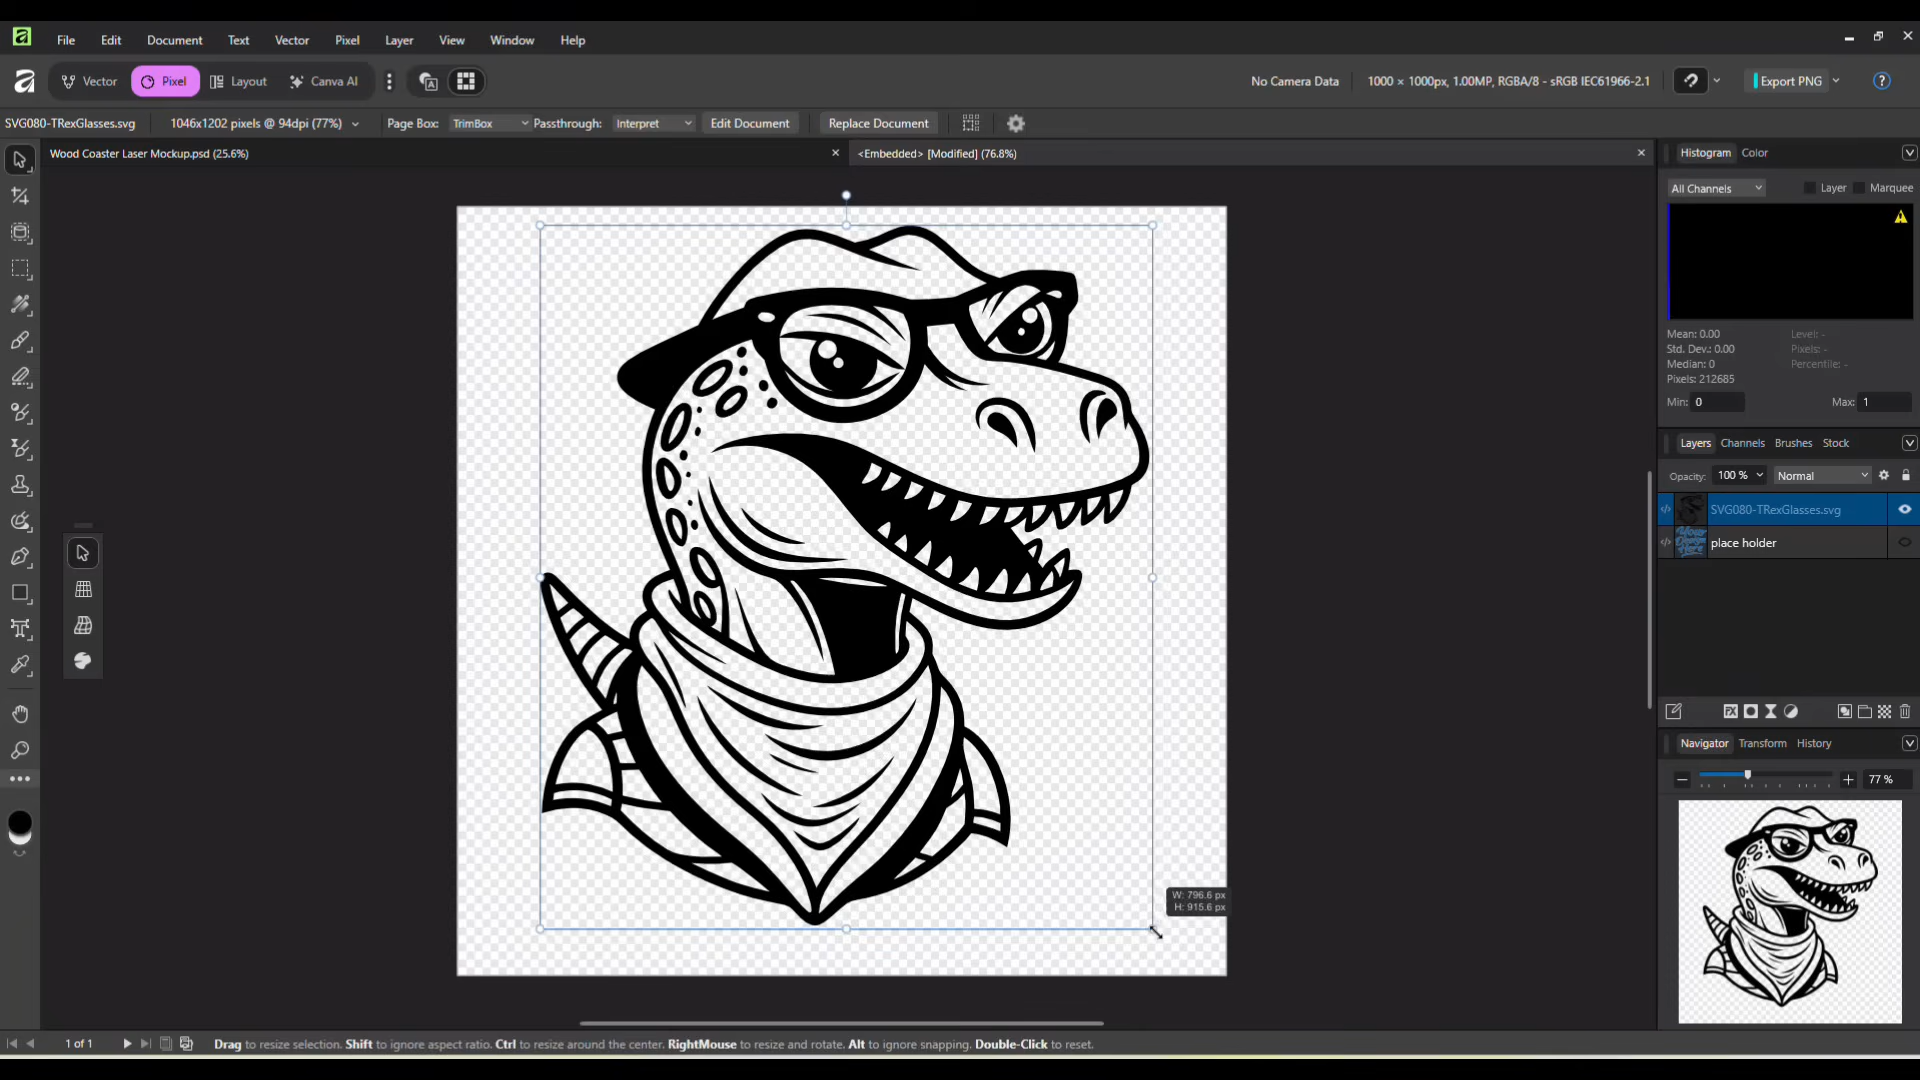 File Edit Document Text Vector Pixel Layer View Window Help
Vector Pixel Layout Canva AI No Camera Data 1000 × 1000px, 1.00MP, RGBA/8 - sRGB IEC61966-2.1 Export PNG ?
SVG080-TRexGlasses.svg 1046x1202 pixels @ 94dpi (77%) Page Box: TrimBox Passthrough: Interpret Edit Document Replace Document
Wood Coaster Laser Mockup.psd (25.6%) <Embedded> [Modified] (76.8%)
Histogram Color
All Channels Layer Marquee
Mean: 0.00 Level: -
Std. Dev.: 0.00 Pixels: -
Median: 0 Percentile: -
Pixels: 212685
Min: 0 Max: 1
Layers Channels Brushes Stock
Opacity: 100 % Normal
SVG080-TRexGlasses.svg
place holder
FX
Navigator Transform History
77 %
W: 796.6 px
H: 915.6 px
1 of 1 Drag to resize selection. Shift to ignore aspect ratio. Ctrl to resize around the center. RightMouse to resize and rotate. Alt to ignore snapping. Double-Click to reset.